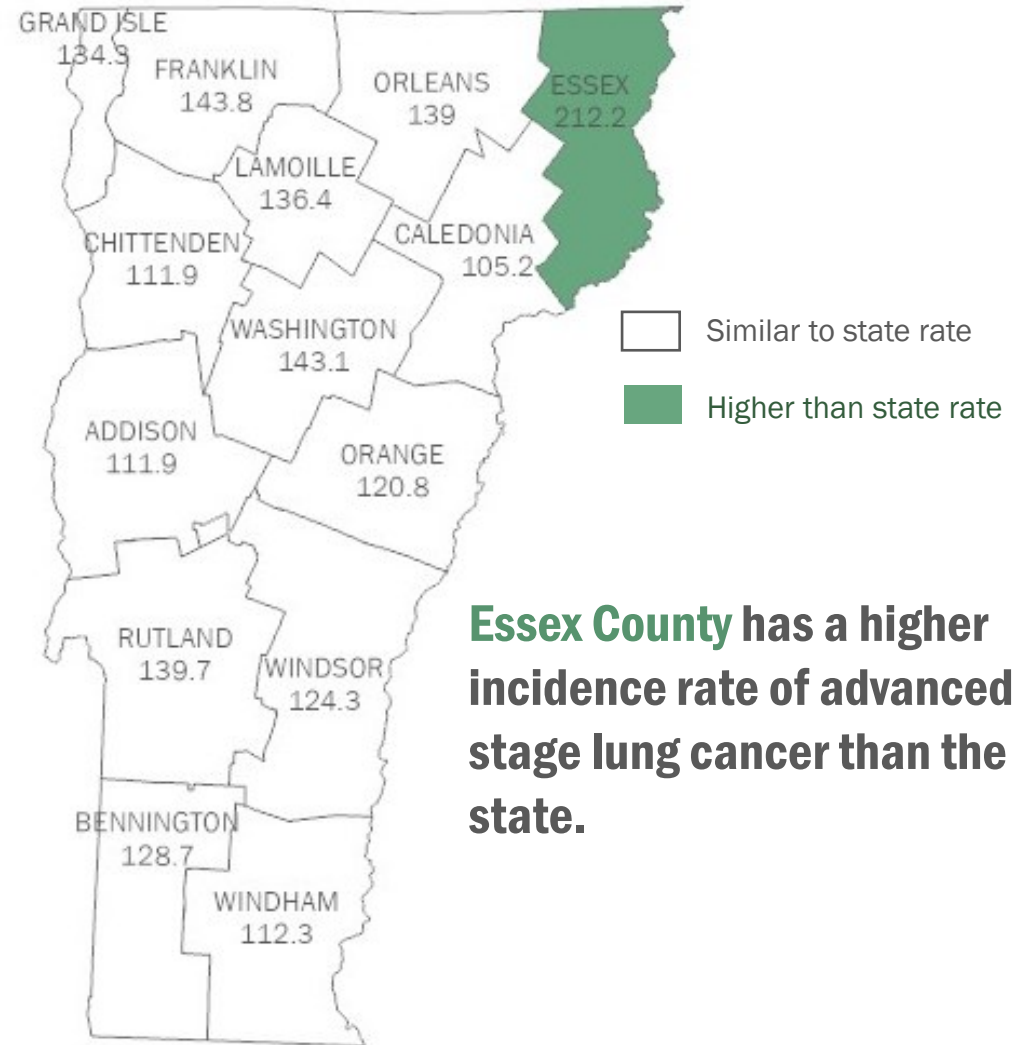 GRAND ISLE
134.3
FRANKLIN
143.8
ORLEANS
139
ESSEX
212.2
LAMOILLE
136.4
CHITTENDEN
111.9
CALEDONIA
105.2
WASHINGTON
143.1
Similar to state rate
Higher than state rate
ADDISON
111.9
ORANGE
120.8
RUTLAND
139.7
WINDSOR
124.3
Essex County has a higher
incidence rate of advanced
stage lung cancer than the
state.
BENNINGTON
128.7
WINDHAM
112.3